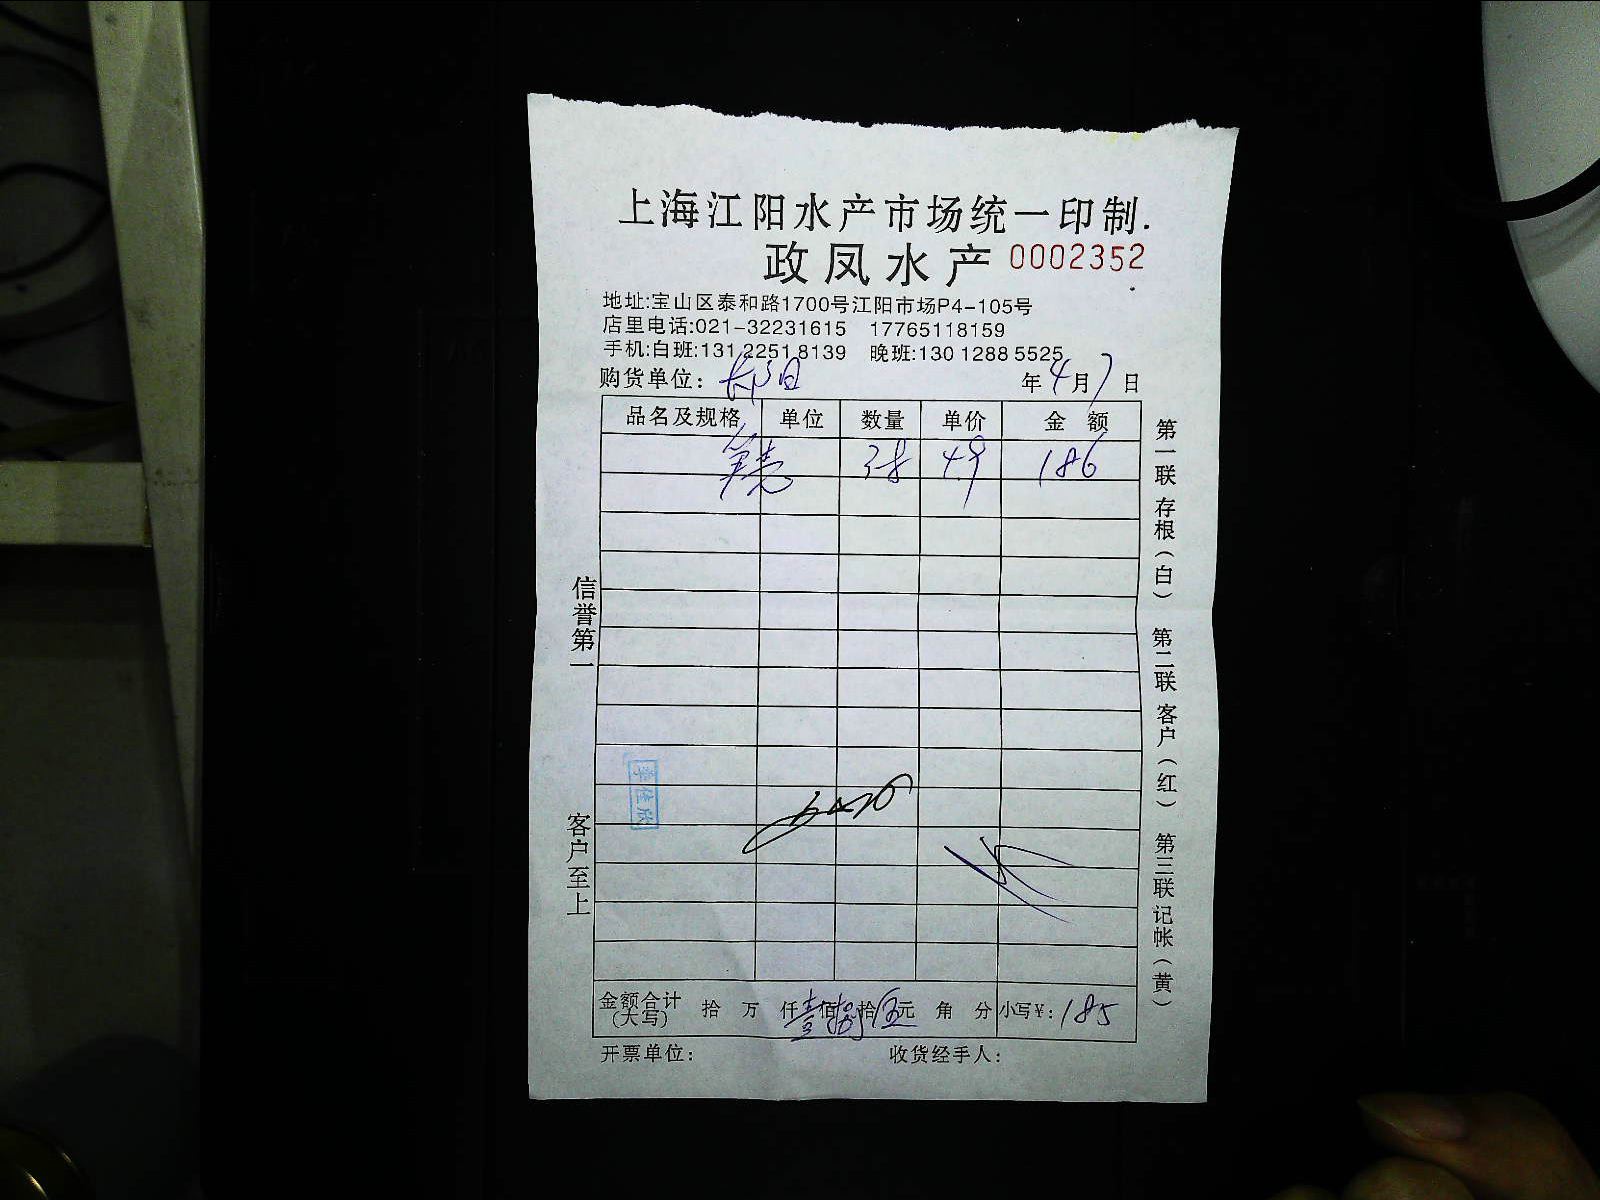 上海江阳水产市场统一印制.
政凤水产 0002352
地址:宝山区泰和路1700号江阳市场P4-105号
店里电话:021-32231615 17765118159
手机:白班:131 2251 8139 晚班:130 1288 5525
购货单位: 年 4 月 7 日
品名及规格 单位 数量 单价 金额
38 4.9 186
信誉第一
客户至上
第一联 存根(白)
第二联 客户(红)
第三联 记帐(黄)
金额合计(大写) 拾 万 仟 壹 佰 捌 拾 伍 元 角 分 小写¥: 185
开票单位: 收货经手人: